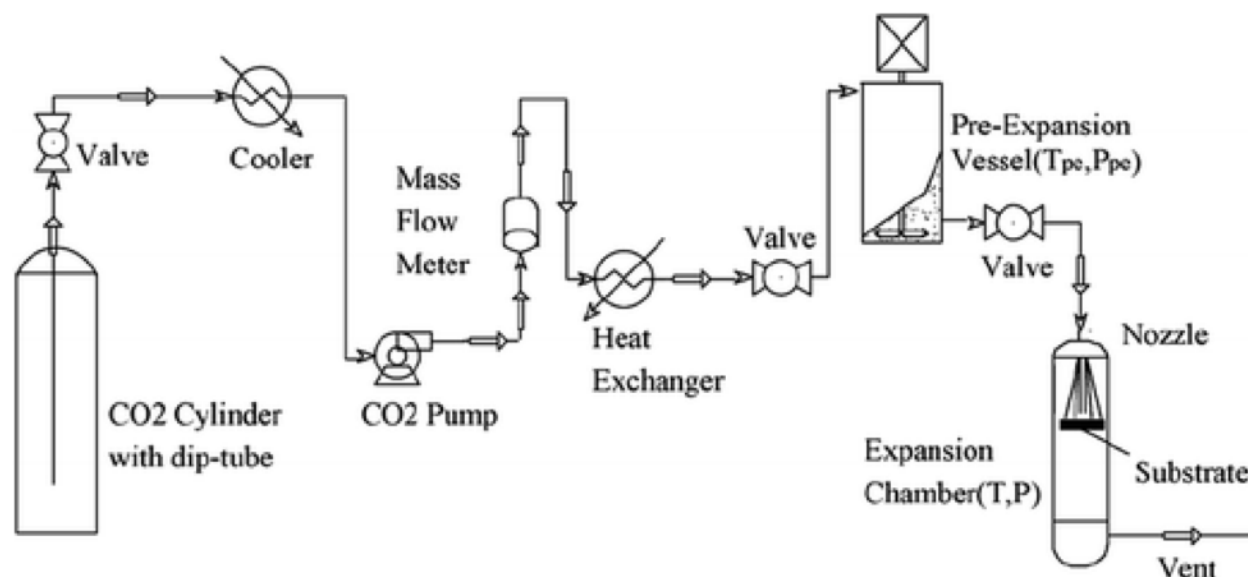 Valve
Cooler
CO2 Cylinder
with dip-tube
Mass
Flow
Meter
CO2 Pump
Heat
Exchanger
Valve
Pre-Expansion
Vessel(Tpe,Ppe)
Valve
Nozzle
Expansion
Chamber(T,P)
Substrate
Vent